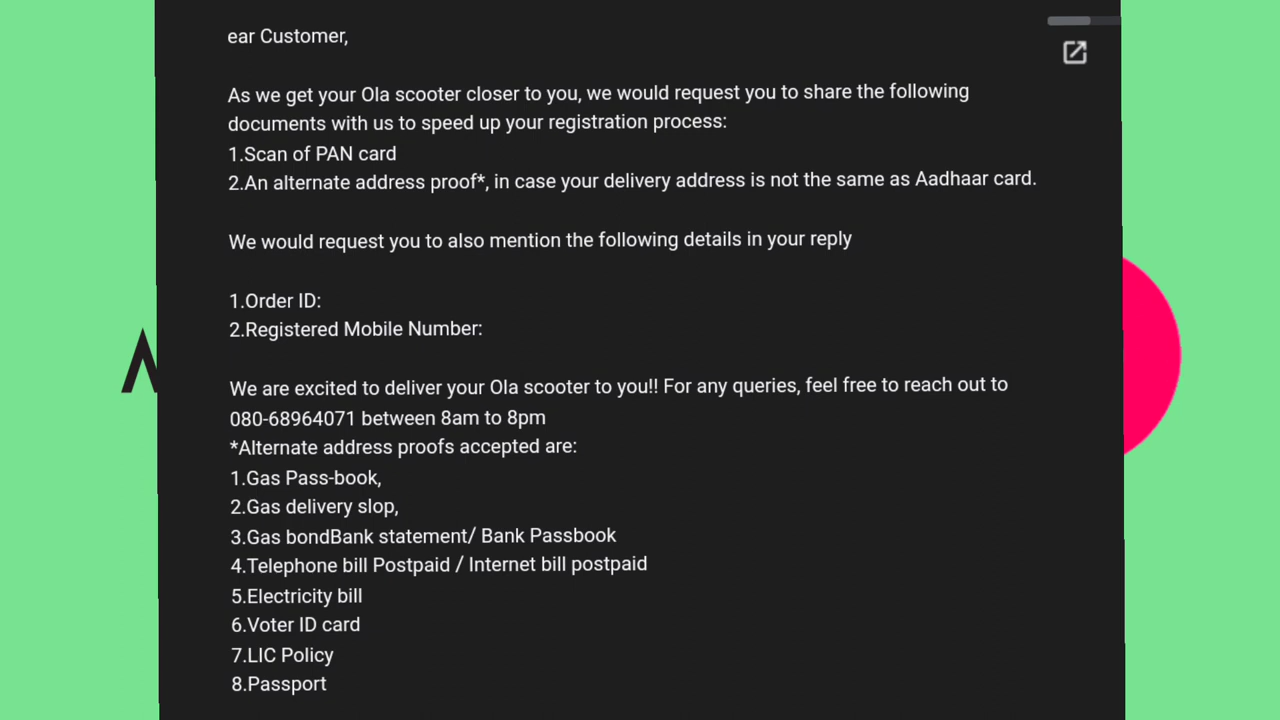 ear Customer,
As we get your Ola scooter closer to you, we would request you to share the following
documents with us to speed up your registration process:
1.Scan of PAN card
2.An alternate address proof*, in case your delivery address is not the same as Aadhaar card.
We would request you to also mention the following details in your reply
1.Order ID:
2.Registered Mobile Number:
We are excited to deliver your Ola scooter to you!! For any queries, feel free to reach out to
080-68964071 between 8am to 8pm
*Alternate address proofs accepted are:
1.Gas Pass-book,
2.Gas delivery slop,
3.Gas bondBank statement/ Bank Passbook
4.Telephone bill Postpaid / Internet bill postpaid
5.Electricity bill
6.Voter ID card
7.LIC Policy
8.Passport